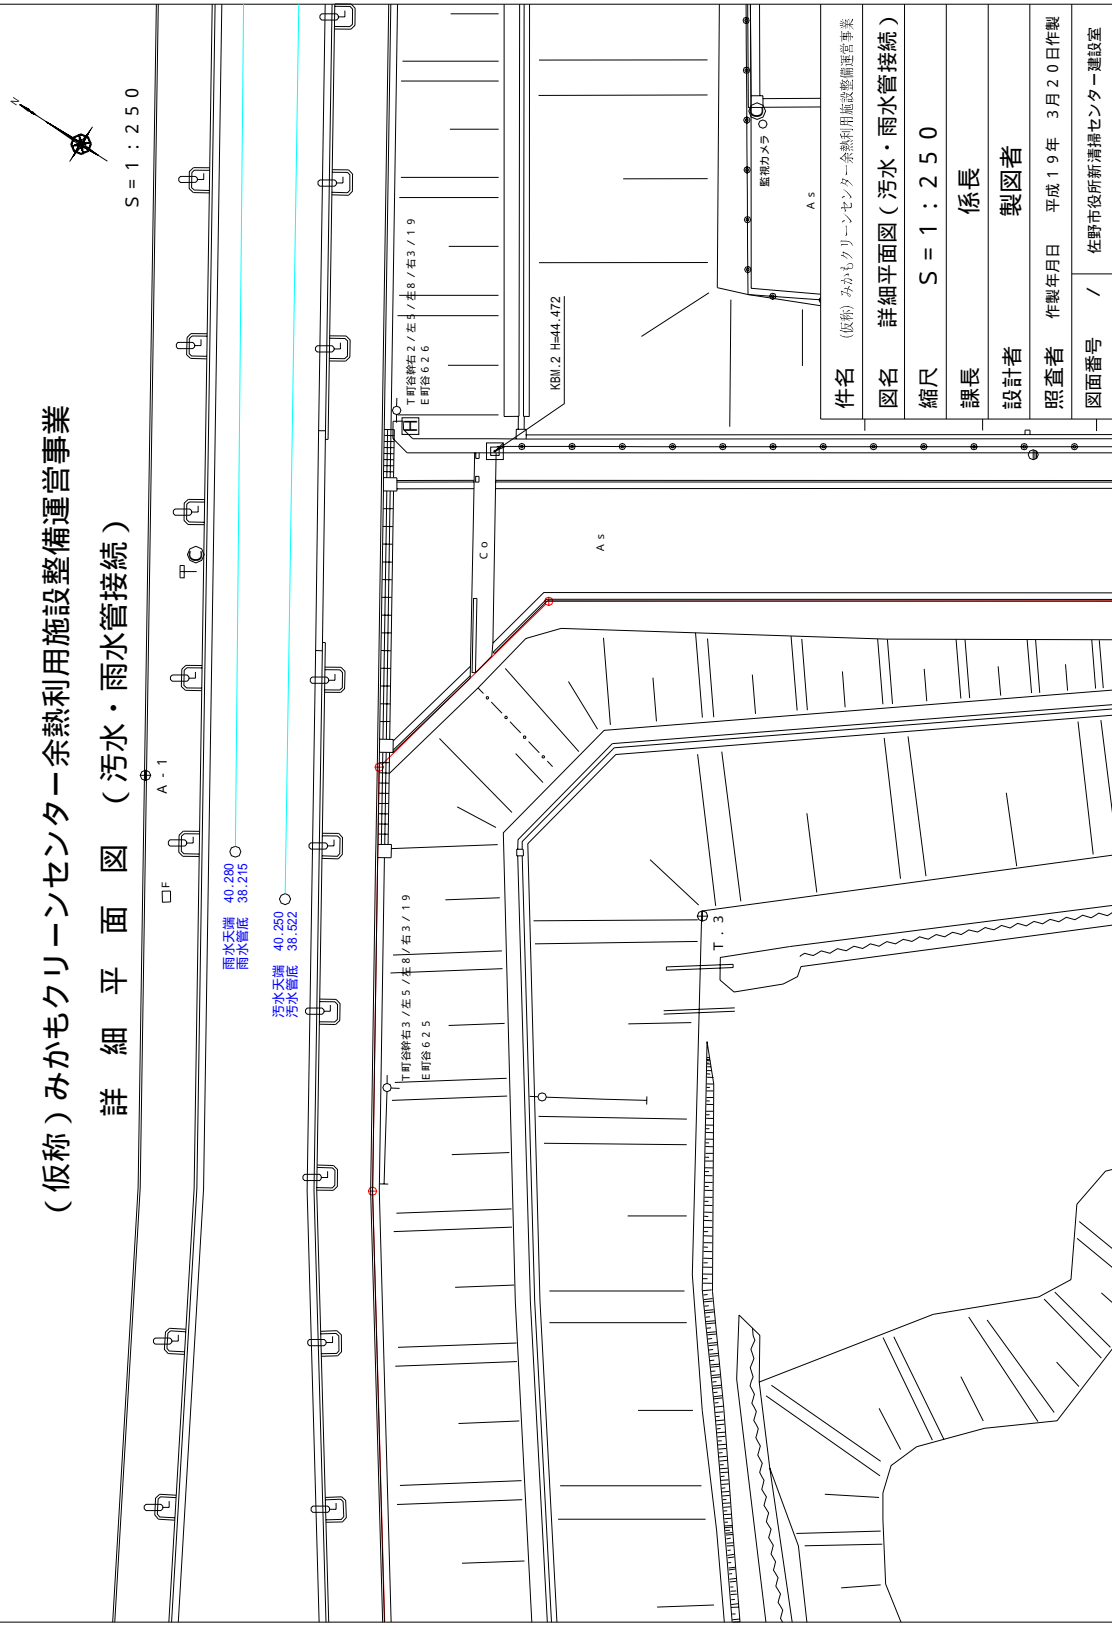 （仮称）みかもクリーンセンター余熱利用施設整備運営事業
詳細平面図（汚水・雨水管接続）
S=1:250
N
A-1
F
T
雨水天端 40.280
雨水管底 38.215
汚水天端 40.250
汚水管底 38.522
T町谷幹右3/左5/左8/右3/19
E町谷625
T町谷幹右2/左5/左8/右3/19
E町谷626
H
KBM.2 H=44.472
Co
As
As
監視カメラ
T.3
件名 （仮称）みかもクリーンセンター余熱利用施設整備運営事業
図名 詳細平面図（汚水・雨水管接続）
縮尺 S=1:250
課長 係長
設計者 製図者
照査者 作製年月日 平成19年 3月20日作製
図面番号 / 佐野市役所新清掃センター建設室